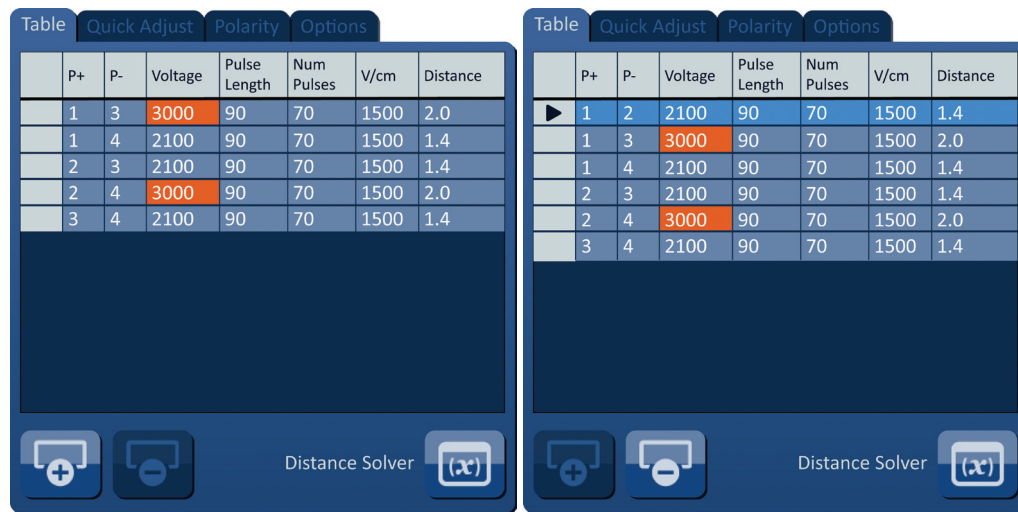 Table Quick Adjust Polarity Options
P+ P- Voltage Pulse Length Num Pulses V/cm Distance
1 3 3000 90 70 1500 2.0
1 4 2100 90 70 1500 1.4
2 3 2100 90 70 1500 1.4
2 4 3000 90 70 1500 2.0
3 4 2100 90 70 1500 1.4
Distance Solver (x)
Table Quick Adjust Polarity Options
P+ P- Voltage Pulse Length Num Pulses V/cm Distance
1 2 2100 90 70 1500 1.4
1 3 3000 90 70 1500 2.0
1 4 2100 90 70 1500 1.4
2 3 2100 90 70 1500 1.4
2 4 3000 90 70 1500 2.0
3 4 2100 90 70 1500 1.4
Distance Solver (x)